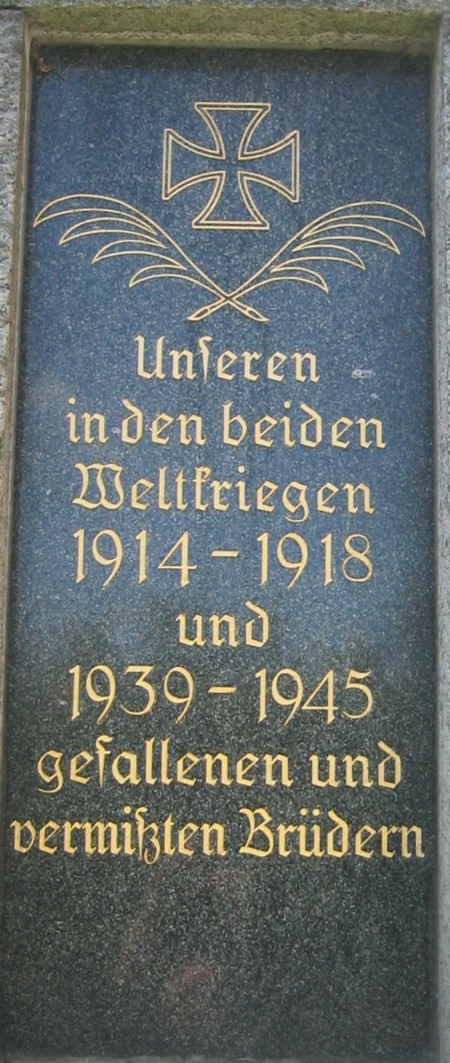 Unſeren
in den beiden
Weltkriegen
1914 - 1918
und
1939 - 1945
gefallenen und
vermißten Brüdern